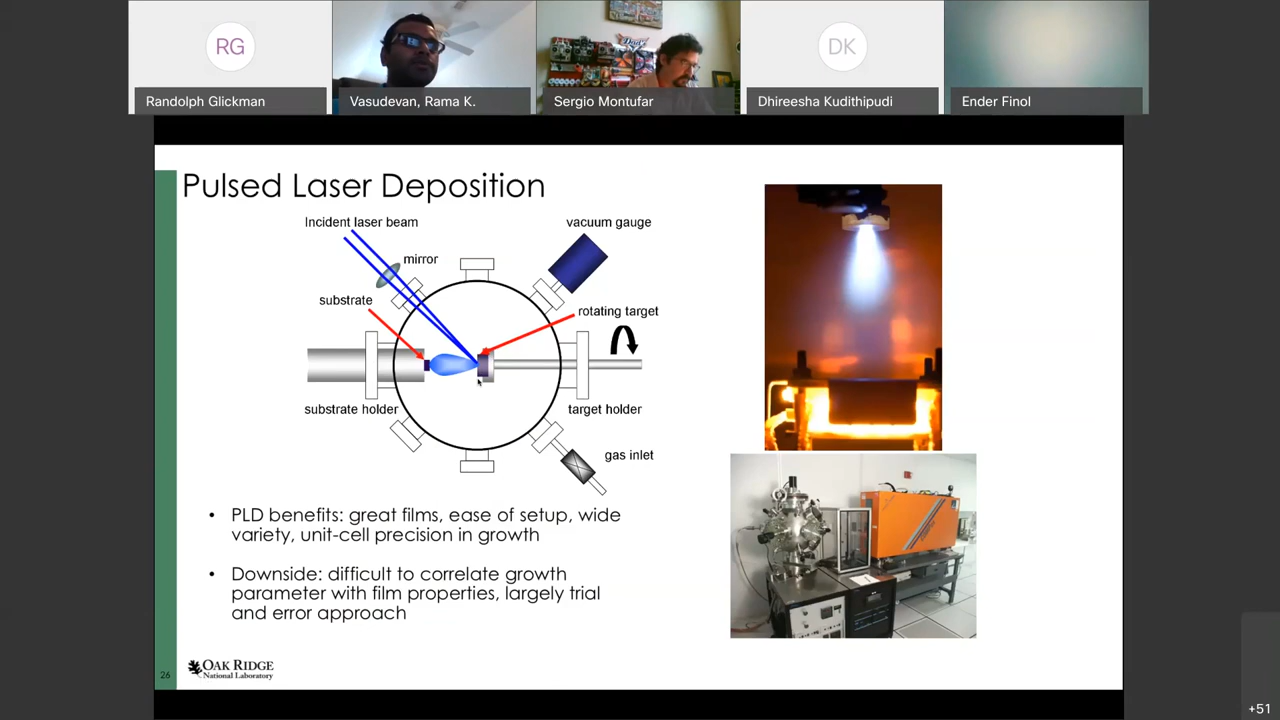 RG
DK
Randolph Glickman
Vasudevan, Rama K.
Sergio Montufar
Dhireesha Kudithipudi
Ender Finol
Pulsed Laser Deposition
Incident laser beam
vacuum gauge
mirror
substrate
rotating target
substrate holder
target holder
gas inlet
• PLD benefits: great films, ease of setup, wide
variety, unit-cell precision in growth
• Downside: difficult to correlate growth
parameter with film properties, largely trial
and error approach
26
OAK RIDGE
National Laboratory
+51